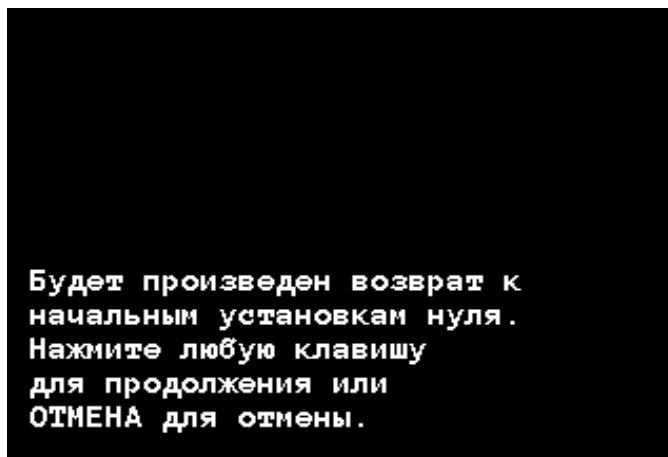 Будет произведен возврат к
начальным установкам нуля.
Нажмите любую клавишу
для продолжения или
ОТМЕНА для отмены.